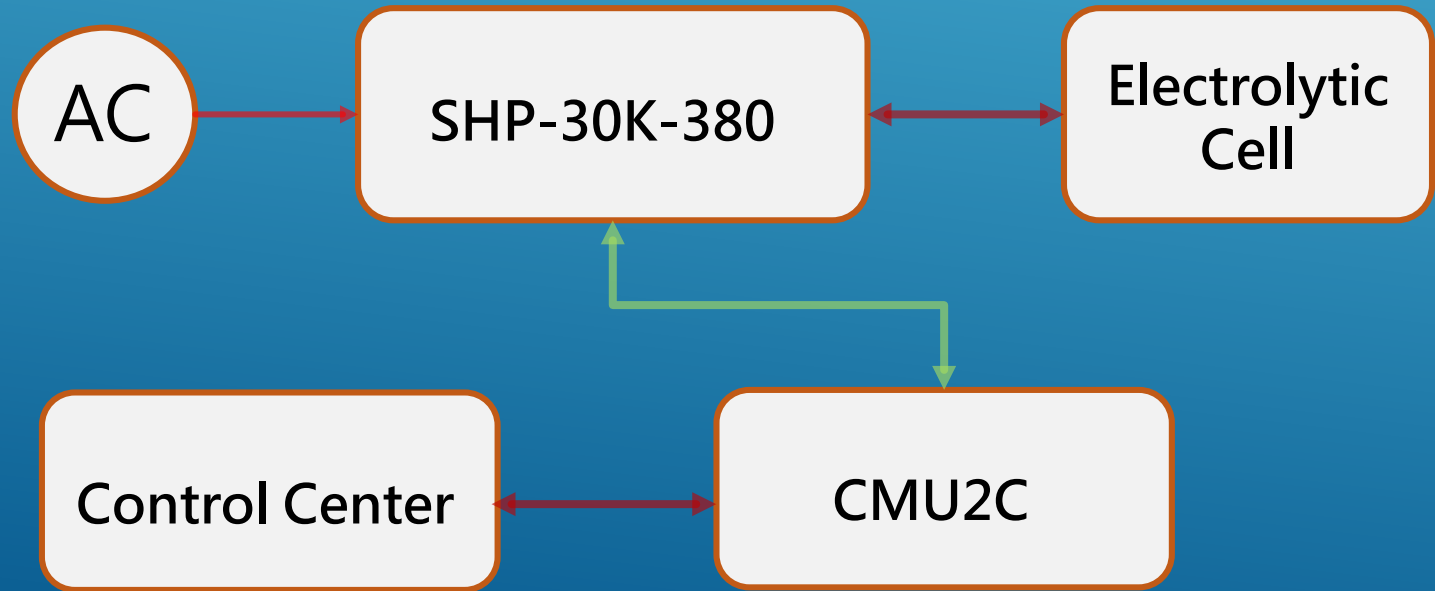 AC
SHP-30K-380
Electrolytic
Cell
Control Center
CMU2C